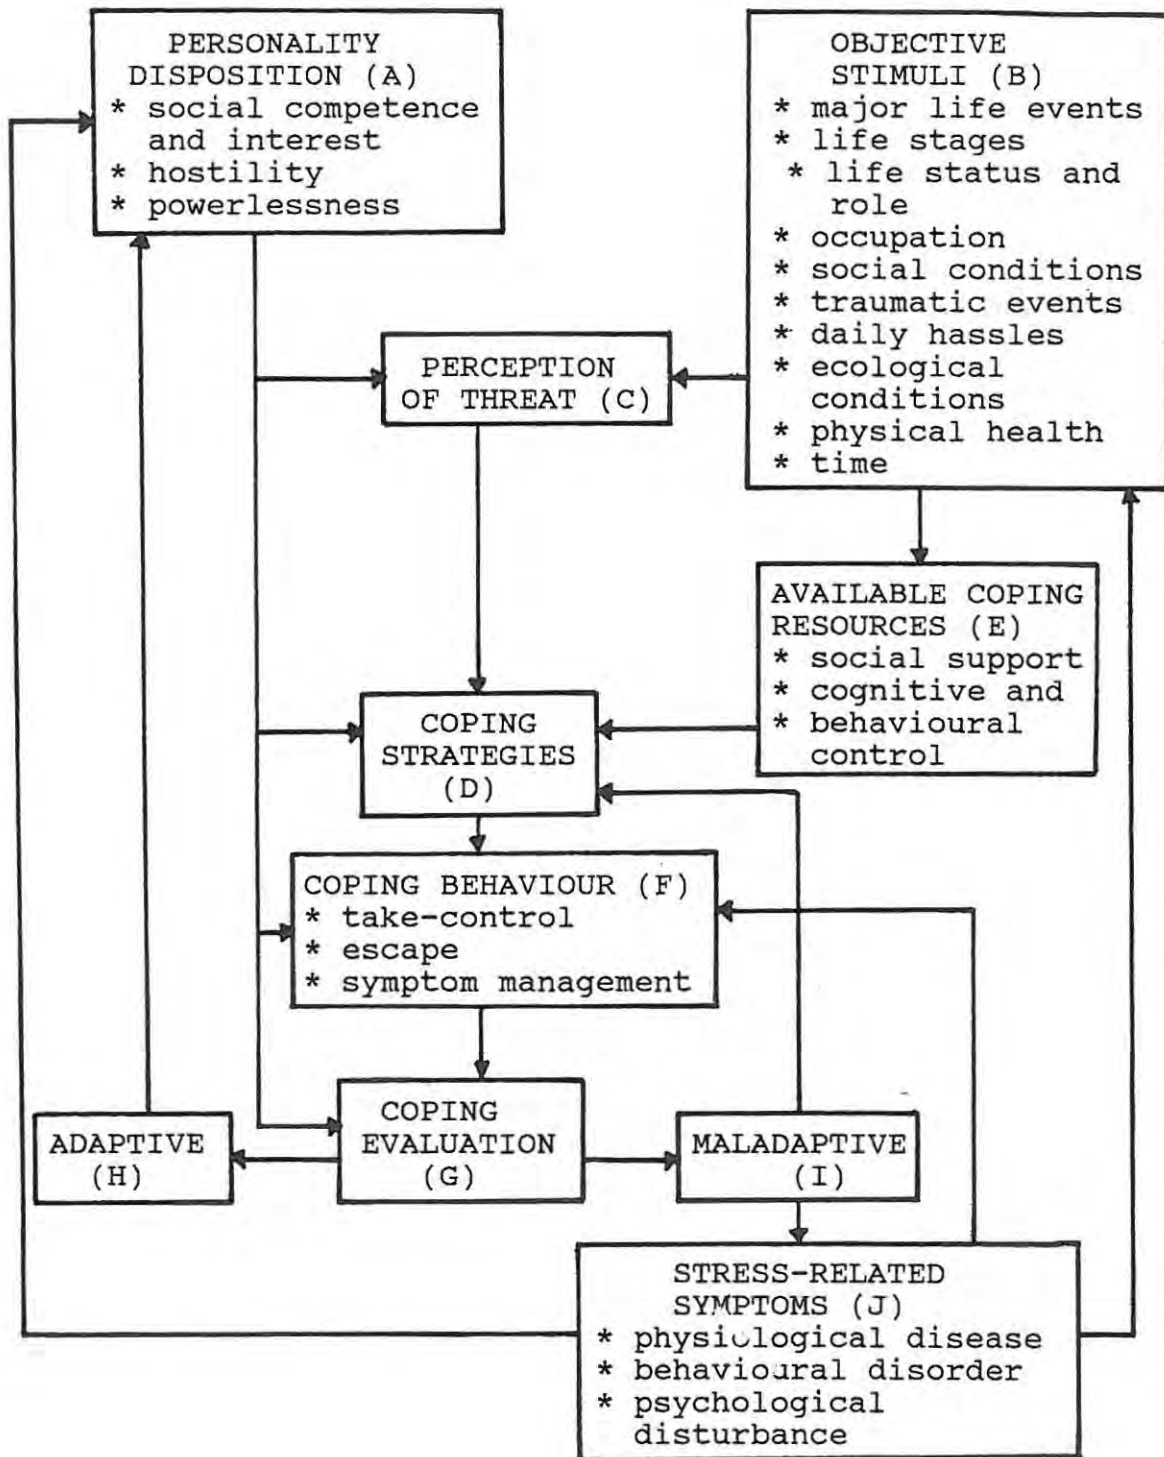 PERSONALITY
DISPOSITION (A)
* social competence
and interest
* hostility
* powerlessness
OBJECTIVE
STIMULI (B)
* major life events
* life stages
* life status and
role
* occupation
* social conditions
* traumatic events
* daily hassles
* ecological
conditions
* physical health
* time
PERCEPTION
OF THREAT (C)
AVAILABLE COPING
RESOURCES (E)
* social support
* cognitive and
* behavioural
control
COPING
STRATEGIES
(D)
COPING BEHAVIOUR (F)
* take-control
* escape
* symptom management
COPING
EVALUATION
(G)
ADAPTIVE
(H)
MALADAPTIVE
(I)
STRESS-RELATED
SYMPTOMS (J)
* physiological disease
* behavioural disorder
* psychological
disturbance